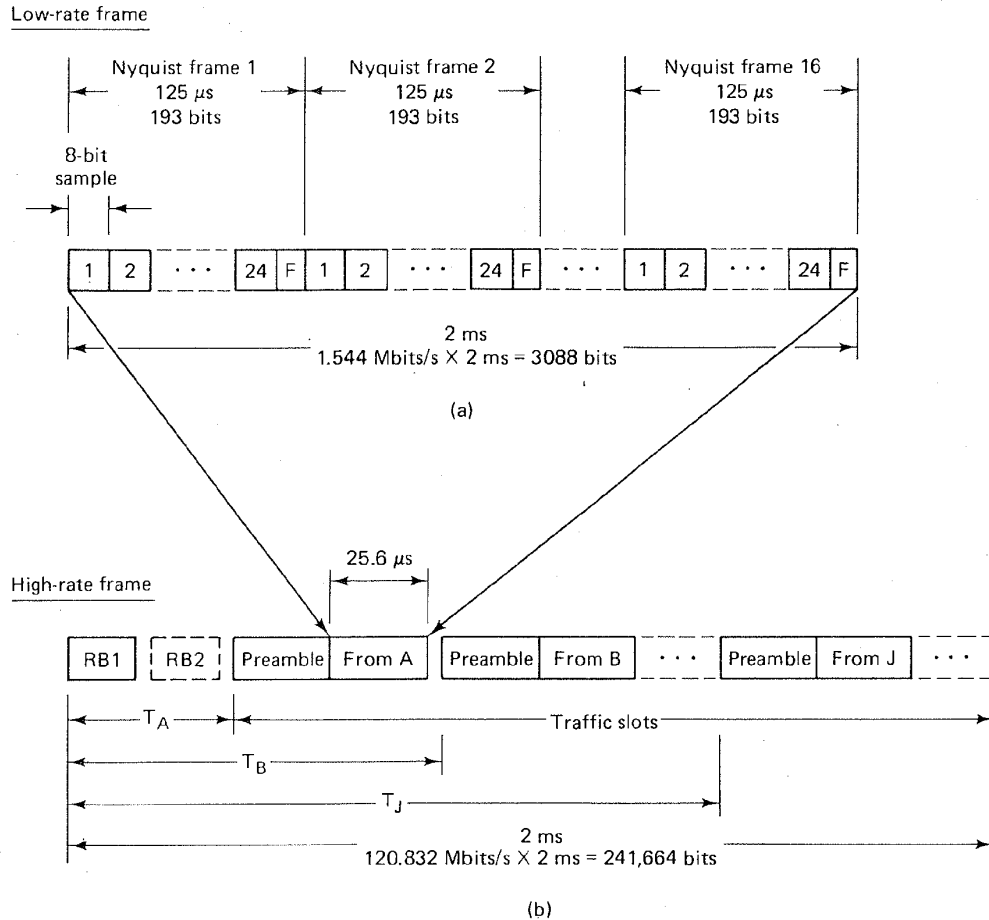 Low-rate frame
Nyquist frame 1
125 μs
193 bits
Nyquist frame 2
125 μs
193 bits
Nyquist frame 16
125 μs
193 bits
8-bit
sample
1 2 · · · 24 F 1 2 · · · 24 F · · · 1 2 · · · 24 F
2 ms
1.544 Mbits/s X 2 ms = 3088 bits
(a)
25.6 μs
High-rate frame
RB1 RB2 Preamble From A Preamble From B · · · Preamble From J · · ·
T_A Traffic slots
T_B
T_J
2 ms
120.832 Mbits/s X 2 ms = 241,664 bits
(b)